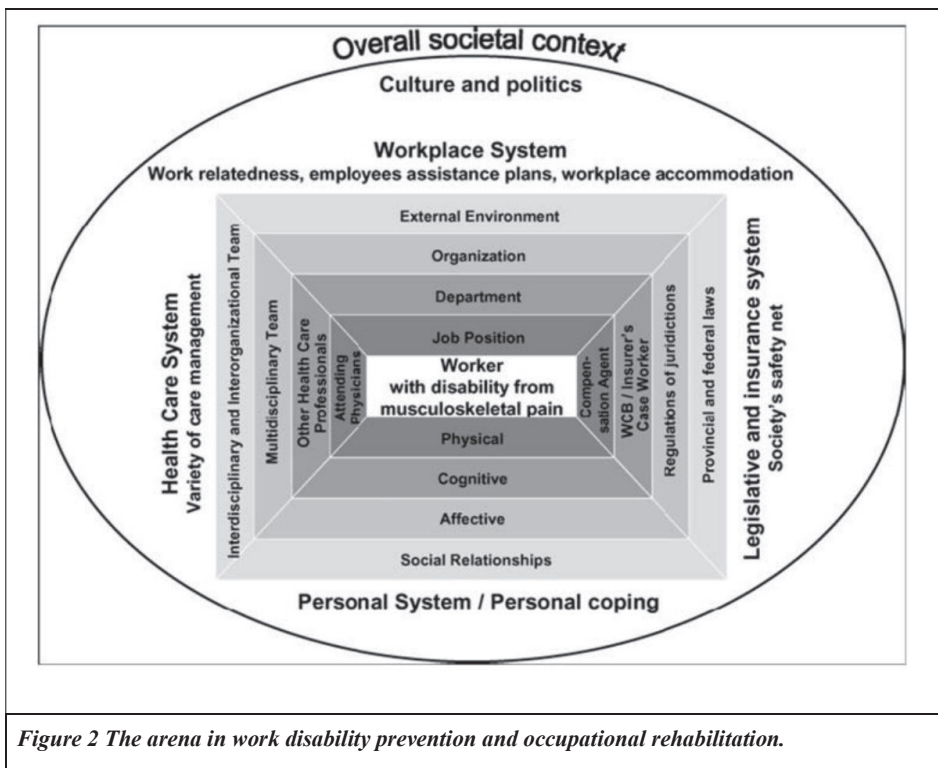 Overall societal context
Culture and politics
Workplace System
Work relatedness, employees assistance plans, workplace accommodation
External Environment
Organization
Department
Job Position
Health Care System
Variety of care management
Interdisciplinary and Interorganizational Team
Multidisciplinary Team
Other Health Care
Professionals
Attending
Physicians
Worker
with disability from
musculoskeletal pain
Compen-
sation Agent
WCB / Insurer's
Case Worker
Regulations of juridictions
Provincial and federal laws
Legislative and insurance system
Society's safety net
Physical
Cognitive
Affective
Social Relationships
Personal System / Personal coping
Figure 2 The arena in work disability prevention and occupational rehabilitation.